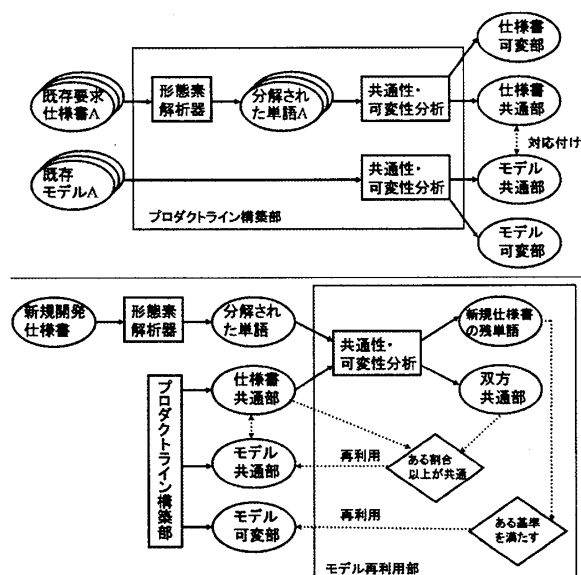 既存要求
仕様書A
形態素
解析器
分解され
た単語A
共通性・
可変性分析
仕様書
可変部
仕様書
共通部
対応付け
既存
モデルA
共通性・
可変性分析
モデル
共通部
モデル
可変部
プロダクトライン構築部
新規開発
仕様書
形態素
解析器
分解され
た単語
共通性・
可変性分析
新規仕様書
の残単語
双方
共通部
プロダクトライン構築部
仕様書
共通部
モデル
共通部
モデル
可変部
再利用
ある割合
以上が共通
再利用
ある基準
を満たす
モデル再利用部